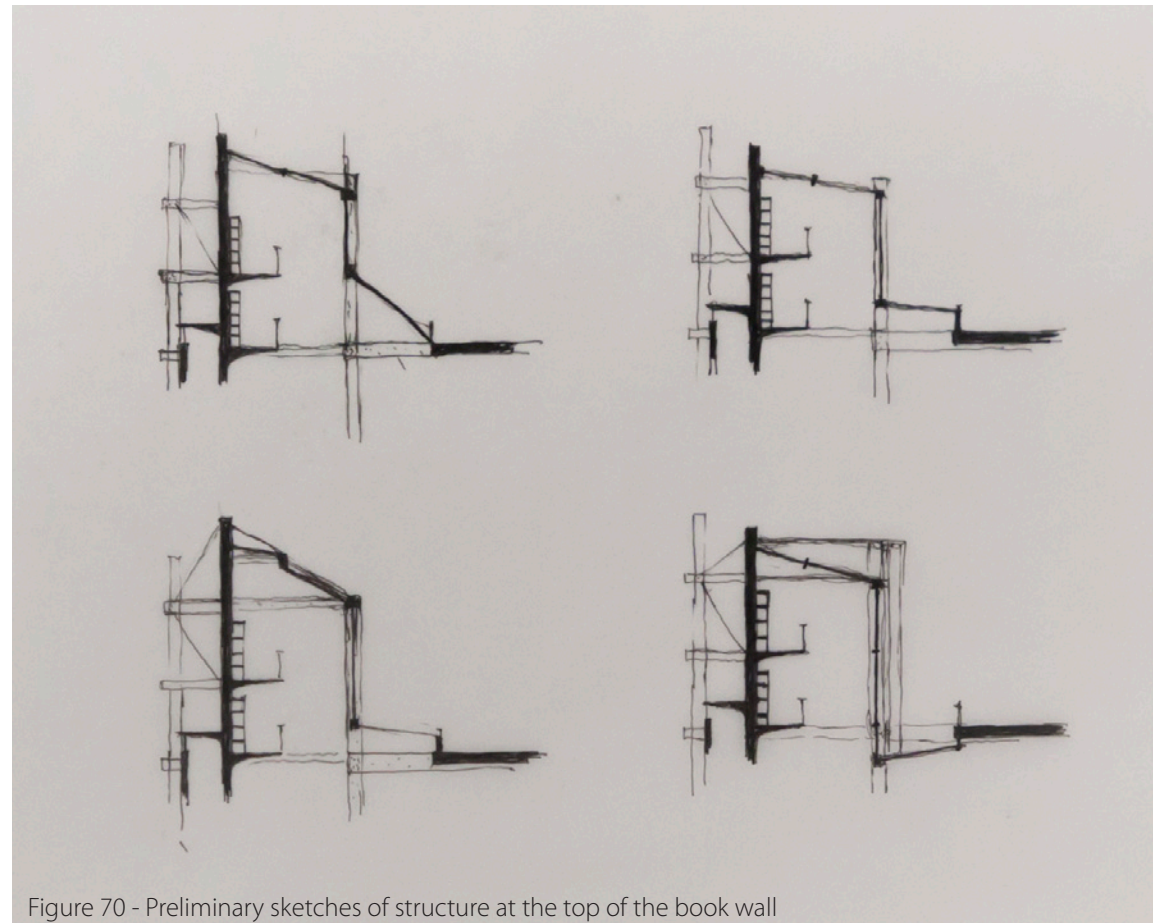 Figure 70 - Preliminary sketches of structure at the top of the book wall